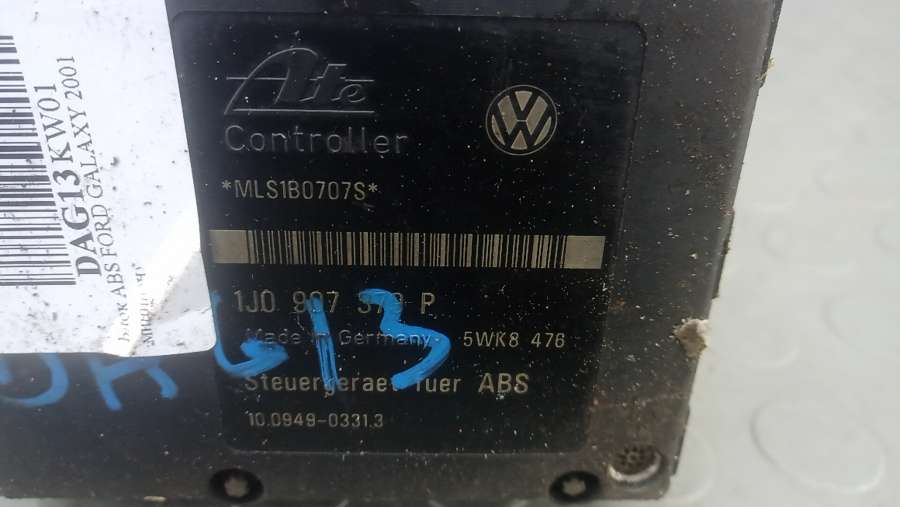 Ate
Controller
*MLS1B0707S*
1J0 907 379 P
Made in Germany 5WK8 476
Steuergeraet fuer ABS
10.0949-0331.3
DAG13KW01
ABS FORD GALAXY 2001
DAG13